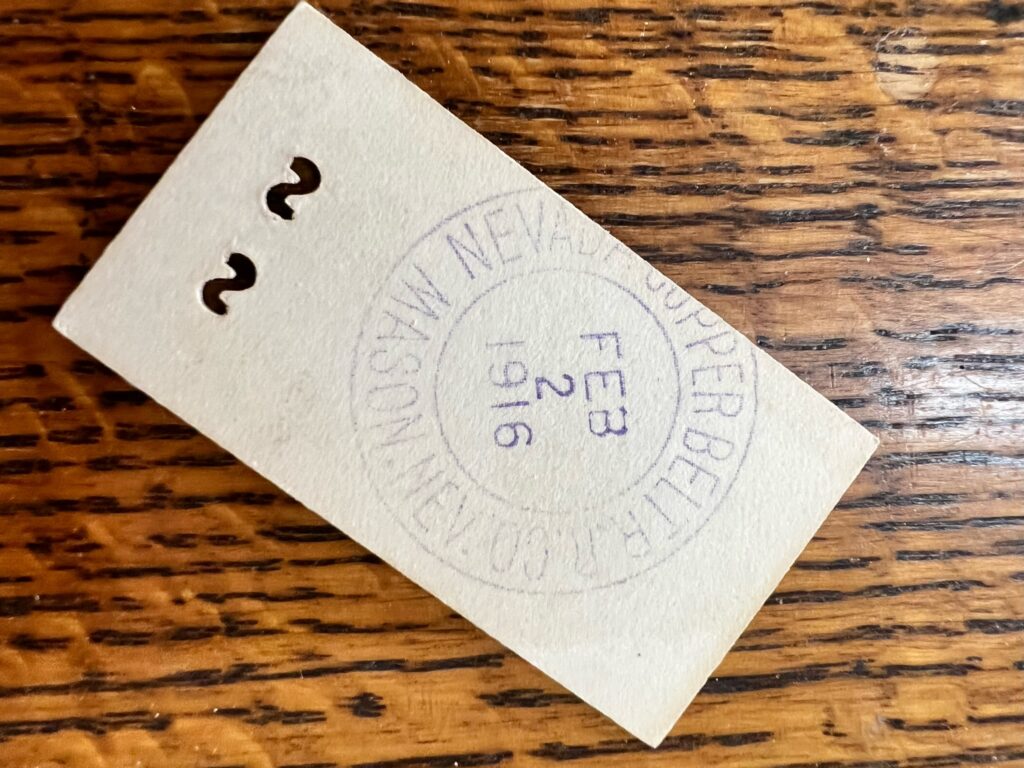 NEVADA COPPER BELT R.R. CO.
FEB
2
1916
MASON. NEV.